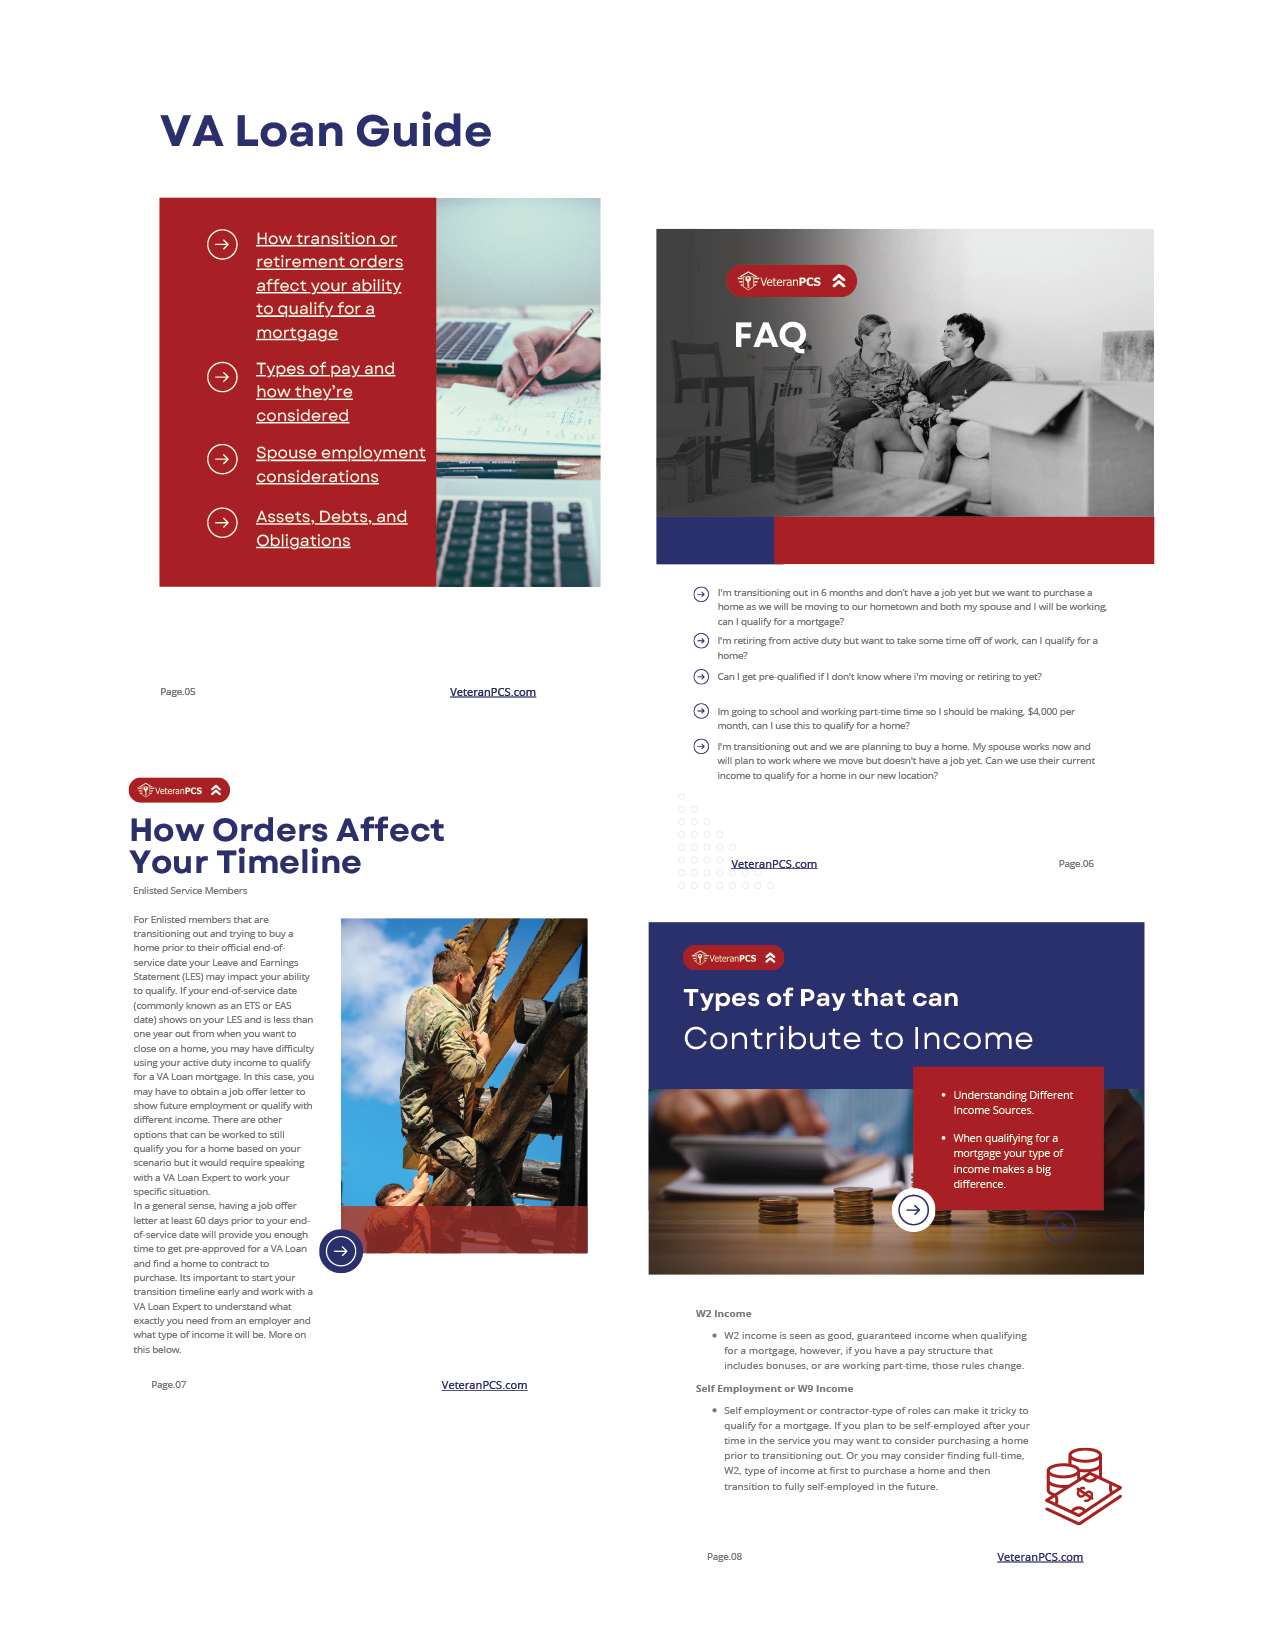 VA Loan Guide
How transition or
retirement orders
affect your ability
to qualify for a
mortgage
Types of pay and
how they're
considered
Spouse employment
considerations
Assets, Debts, and
Obligations
Page.05
VeteranPCS.com
VeteranPCS
FAQ
I'm transitioning out in 6 months and don't have a job yet but we want to purchase a
home as we will be moving to our hometown and both my spouse and I will be working,
can I qualify for a mortgage?
I'm retiring from active duty but want to take some time off of work, can I qualify for a
home?
Can I get pre-qualified if I don't know where i'm moving or retiring to yet?
Im going to school and working part-time time so I should be making, $4,000 per
month, can I use this to qualify for a home?
I'm transitioning out and we are planning to buy a home. My spouse works now and
will plan to work where we move but doesn't have a job yet. Can we use their current
income to qualify for a home in our new location?
VeteranPCS.com
Page.06
VeteranPCS
How Orders Affect
Your Timeline
Enlisted Service Members
For Enlisted members that are
transitioning out and trying to buy a
home prior to their official end-of-
service date your Leave and Earnings
Statement (LES) may impact your ability
to qualify. If your end-of-service date
(commonly known as an ETS or EAS
date) shows on your LES and is less than
one year out from when you want to
close on a home, you may have difficulty
using your active duty income to qualify
for a VA Loan mortgage. In this case, you
may have to obtain a job offer letter to
show future employment or qualify with
different income. There are other
options that can be worked to still
qualify you for a home based on your
scenario but it would require speaking
with a VA Loan Expert to work your
specific situation.
In a general sense, having a job offer
letter at least 60 days prior to your end-
of-service date will provide you enough
time to get pre-approved for a VA Loan
and find a home to contract to
purchase. Its important to start your
transition timeline early and work with a
VA Loan Expert to understand what
exactly you need from an employer and
what type of income it will be. More on
this below.
Page.07
VeteranPCS.com
VeteranPCS
Types of Pay that can
Contribute to Income
• Understanding Different
Income Sources.
• When qualifying for a
mortgage your type of
income makes a big
difference.
W2 Income
• W2 income is seen as good, guaranteed income when qualifying
for a mortgage, however, if you have a pay structure that
includes bonuses, or are working part-time, those rules change.
Self Employment or W9 Income
• Self employment or contractor-type of roles can make it tricky to
qualify for a mortgage. If you plan to be self-employed after your
time in the service you may want to consider purchasing a home
prior to transitioning out. Or you may consider finding full-time,
W2, type of income at first to purchase a home and then
transition to fully self-employed in the future.
Page.08
VeteranPCS.com